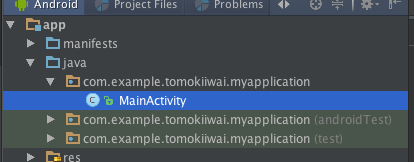 Android Project Files Problems
app
manifests
java
com.example.tomokiiwai.myapplication
C MainActivity
com.example.tomokiiwai.myapplication (androidTest)
com.example.tomokiiwai.myapplication (test)
res